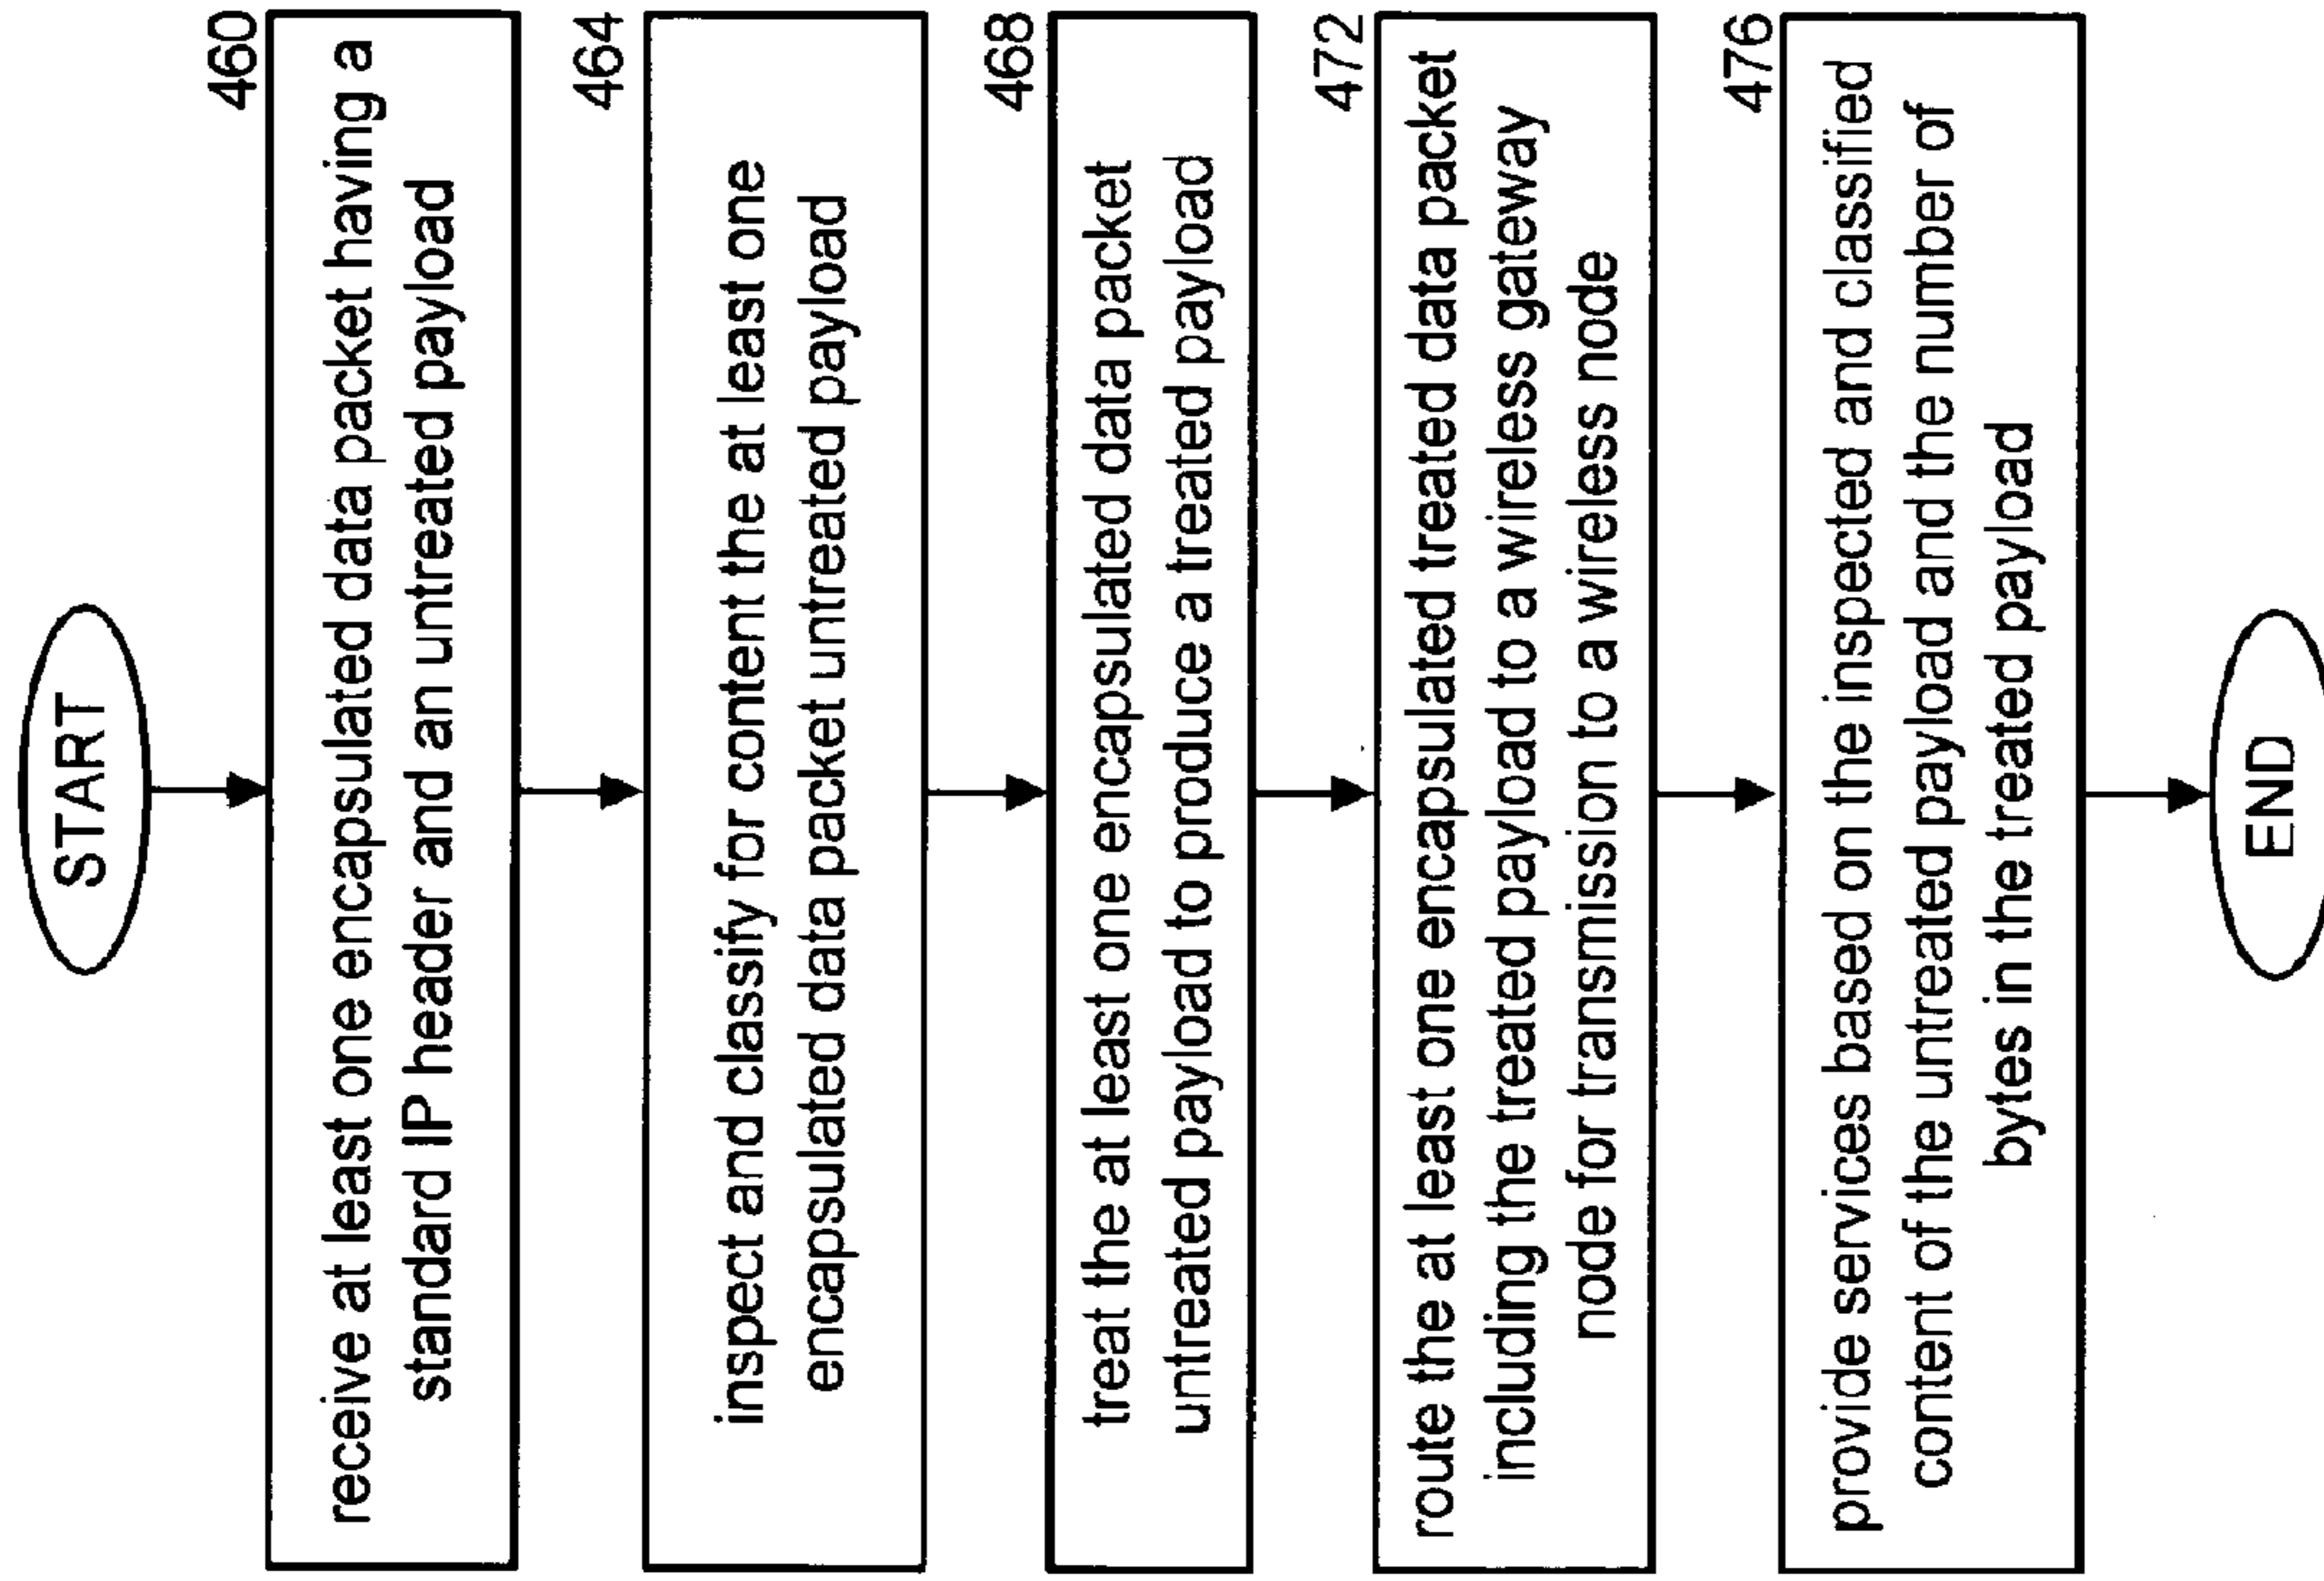 START
460
receive at least one encapsulated data packet having a
standard IP header and an untreated payload
464
inspect and classify for content the at least one
encapsulated data packet untreated payload
468
treat the at least one encapsulated data packet
untreated payload to produce a treated payload
472
route the at least one encapsulated treated data packet
including the treated payload to a wireless gateway
node for transmission to a wireless node
476
provide services based on the inspected and classified
content of the untreated payload and the number of
bytes in the treated payload
END